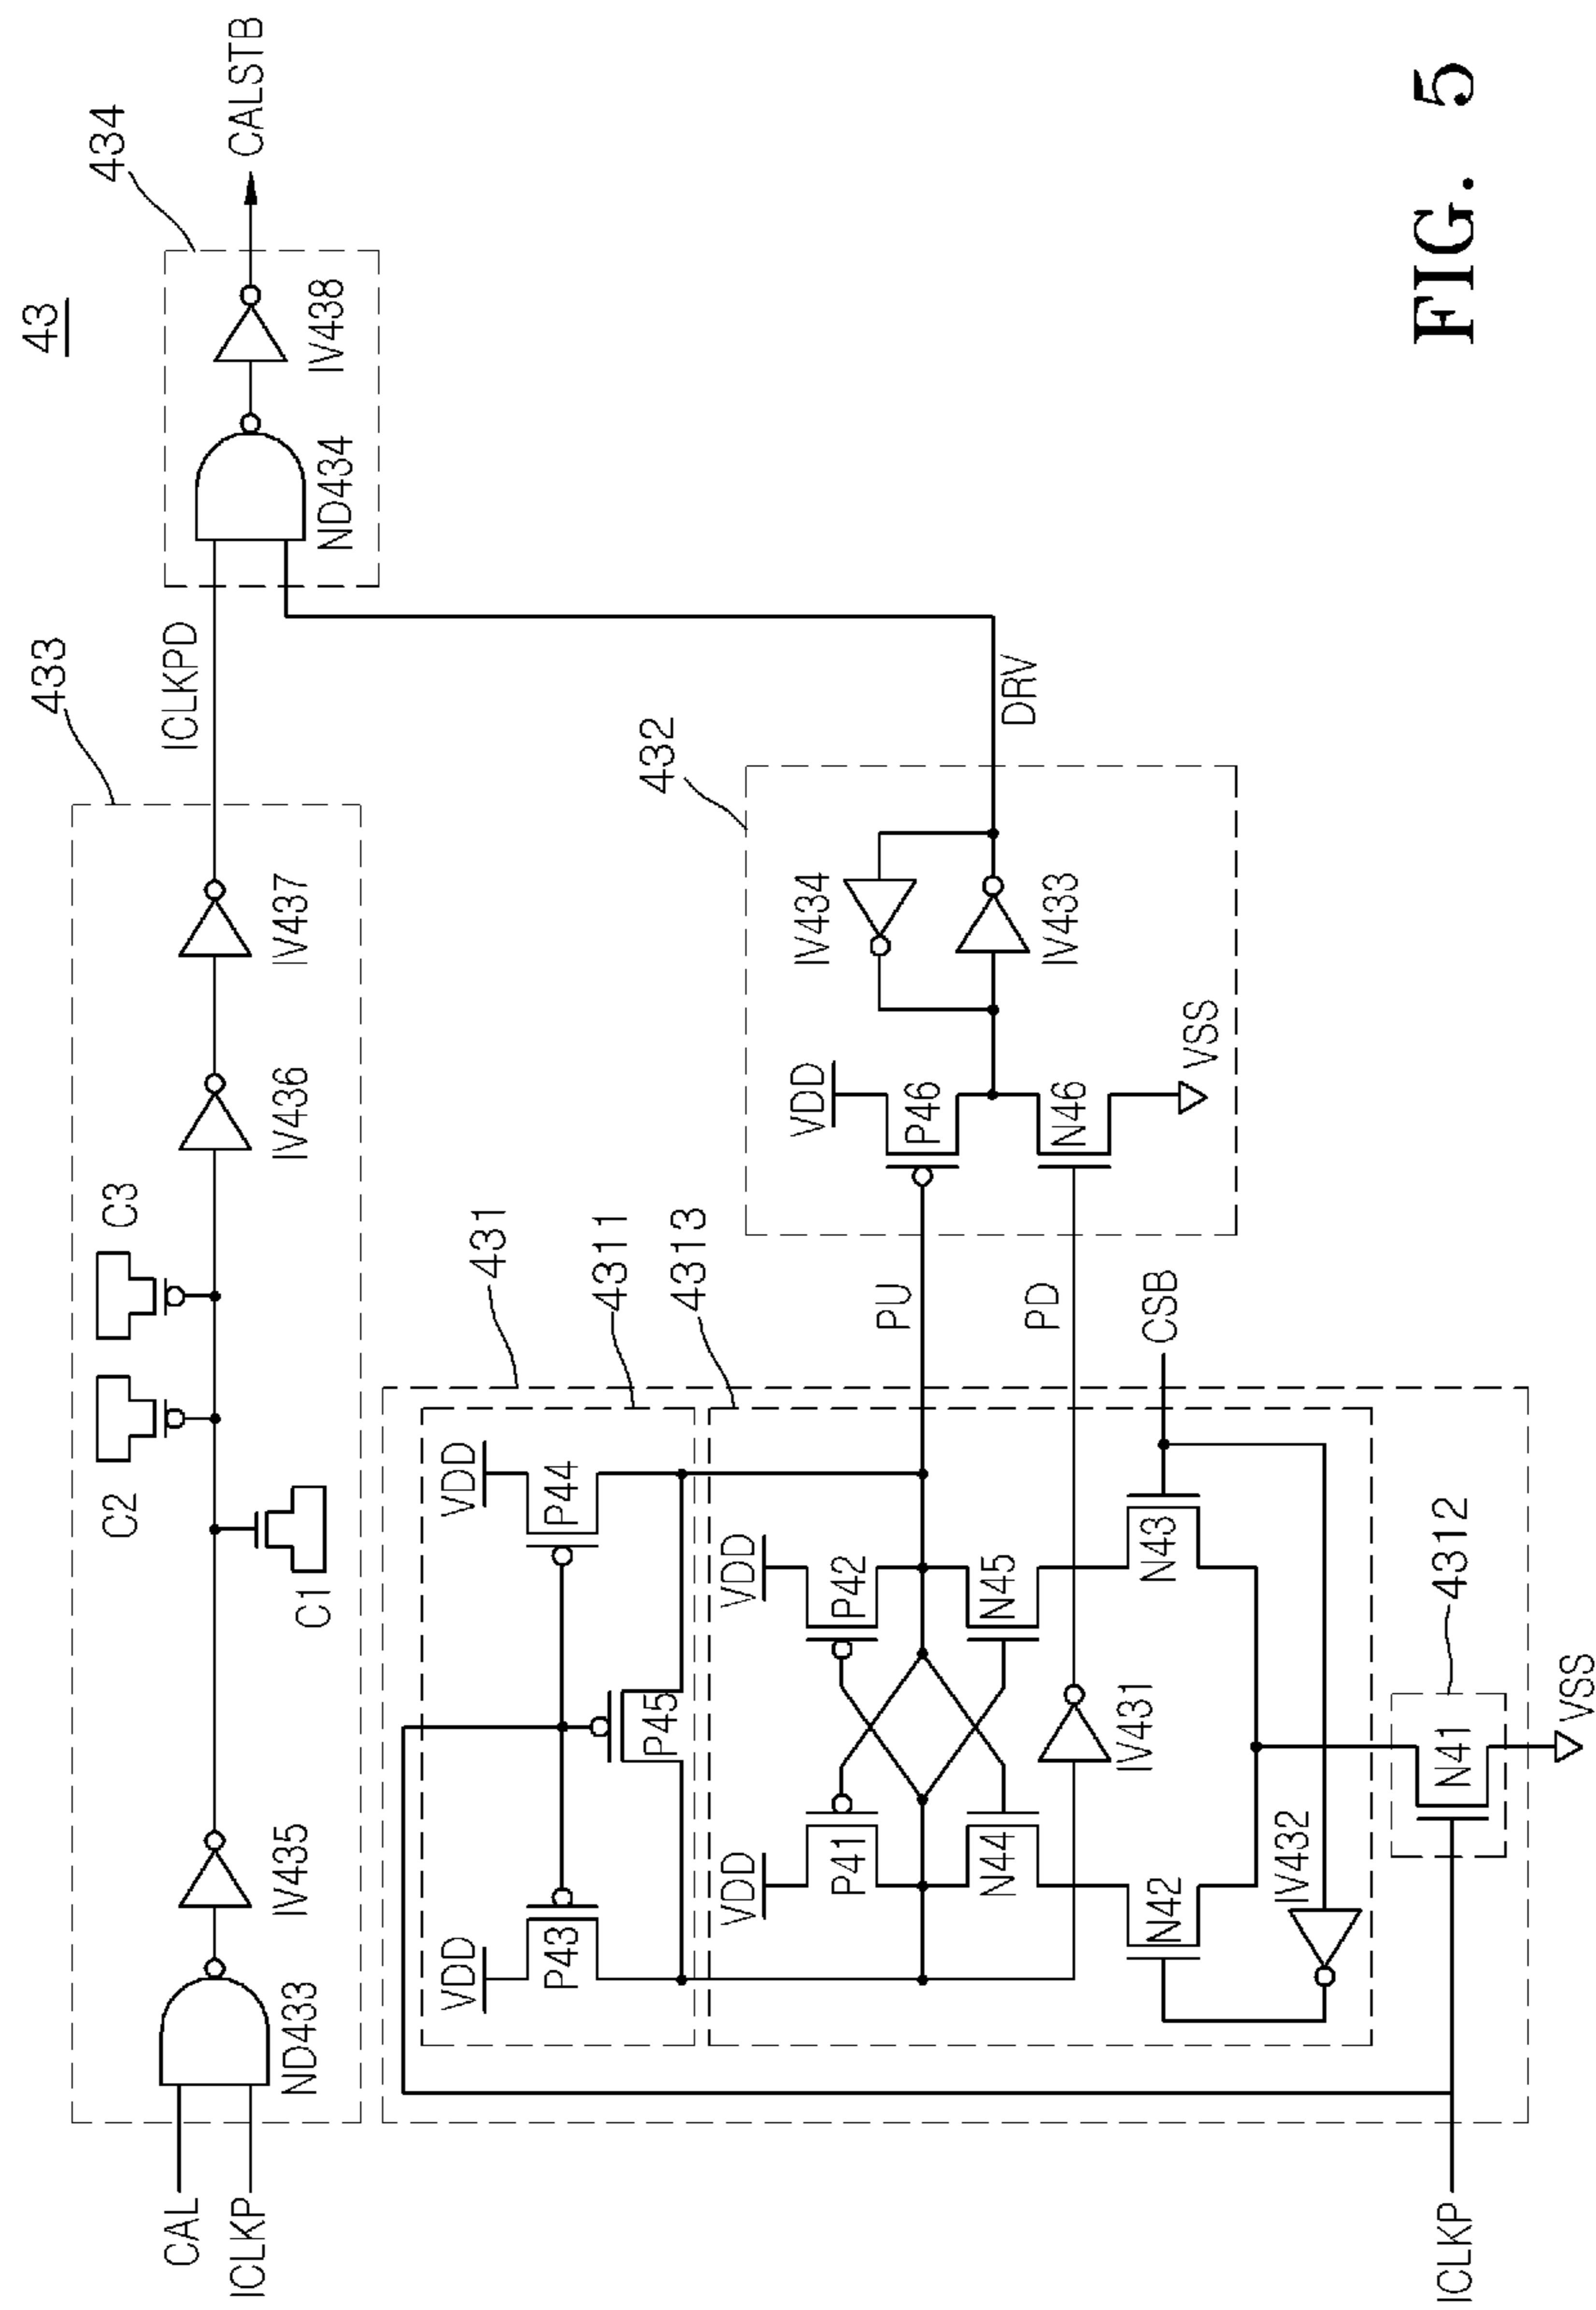 43
433
434
CAL
ICLKP
ND433
IV435
C1
C2
C3
IV436
IV437
ICLKPD
ND434
IV438
CALSTB
431
4311
4313
VDD
P43
P45
VDD
P44
VDD
P41
VDD
P42
N44
N45
IV431
N42
N43
IV432
PU
PD
CSB
4312
N41
VSS
ICLKP
432
VDD
P46
N46
VSS
IV434
IV433
DRV
FIG. 5